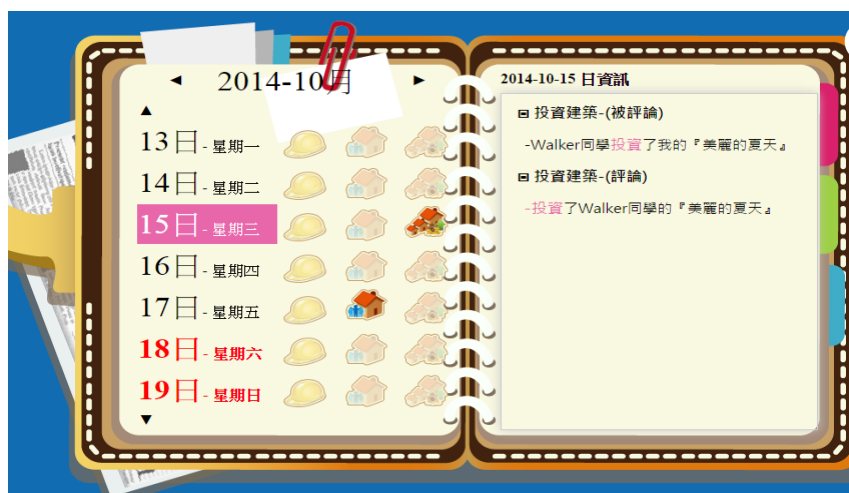 2014-10月
13日 - 星期一
14日 - 星期二
15日 - 星期三
16日 - 星期四
17日 - 星期五
18日 - 星期六
19日 - 星期日
2014-10-15 日資訊
投資建築-(被評論)
-Walker同學投資了我的『美麗的夏天』
投資建築-(評論)
-投資了Walker同學的『美麗的夏天』